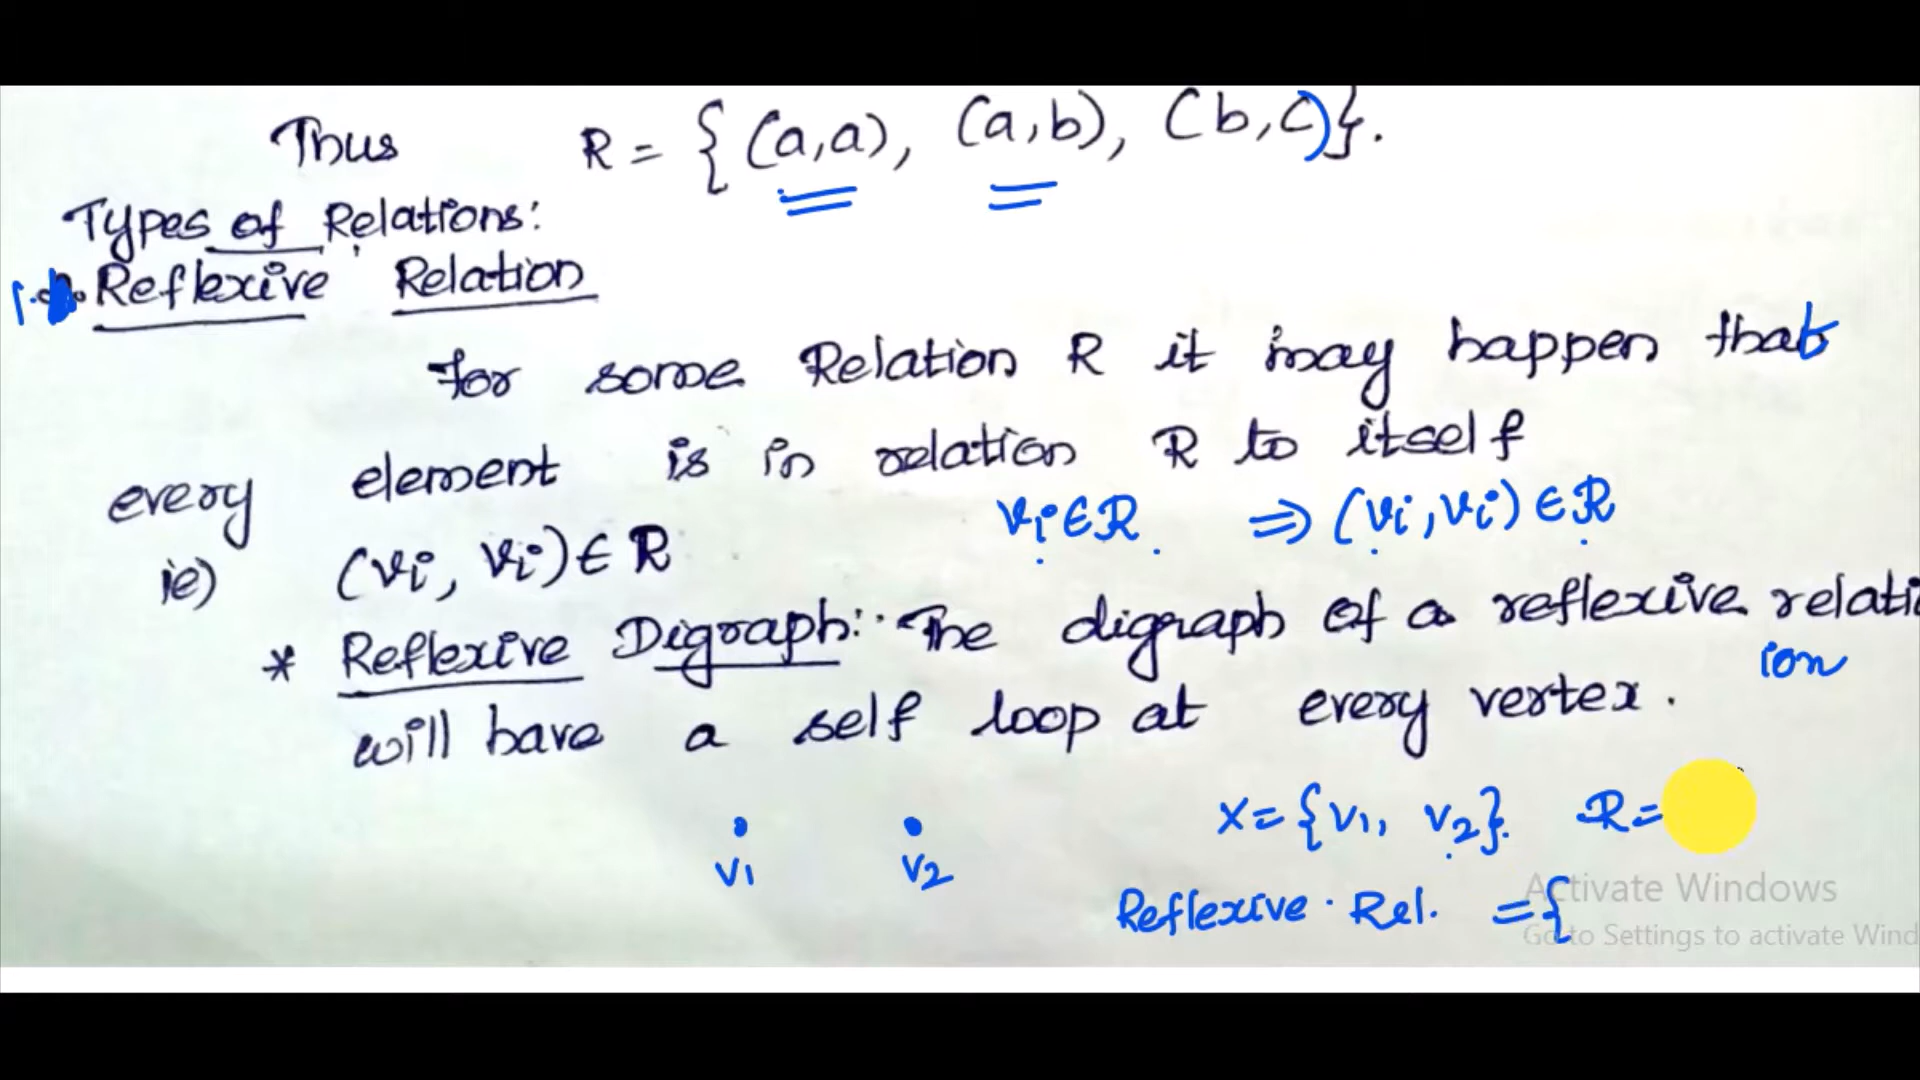 Thus R = { (a,a), (a,b), (b,c)}.
Types of Relations:
1. Reflexive Relation
For some Relation R it may happen that
every element is in relation R to itself
vi ∈ R. ⇒ (vi, vi) ∈ R
ie) (vi, vi) ∈ R
* Reflexive Digraph: The digraph of a reflexive relati
ion
will have a self loop at every vertex.
X = {v1, v2}. R =
v1 v2
Activate Windows
Reflexive. Rel. = {
Go to Settings to activate Wind